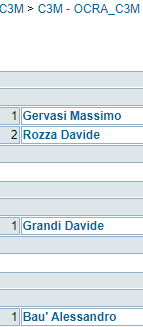 C3M > C3M - OCRA_C3M
1 Gervasi Massimo
2 Rozza Davide
1 Grandi Davide
1 Bau' Alessandro